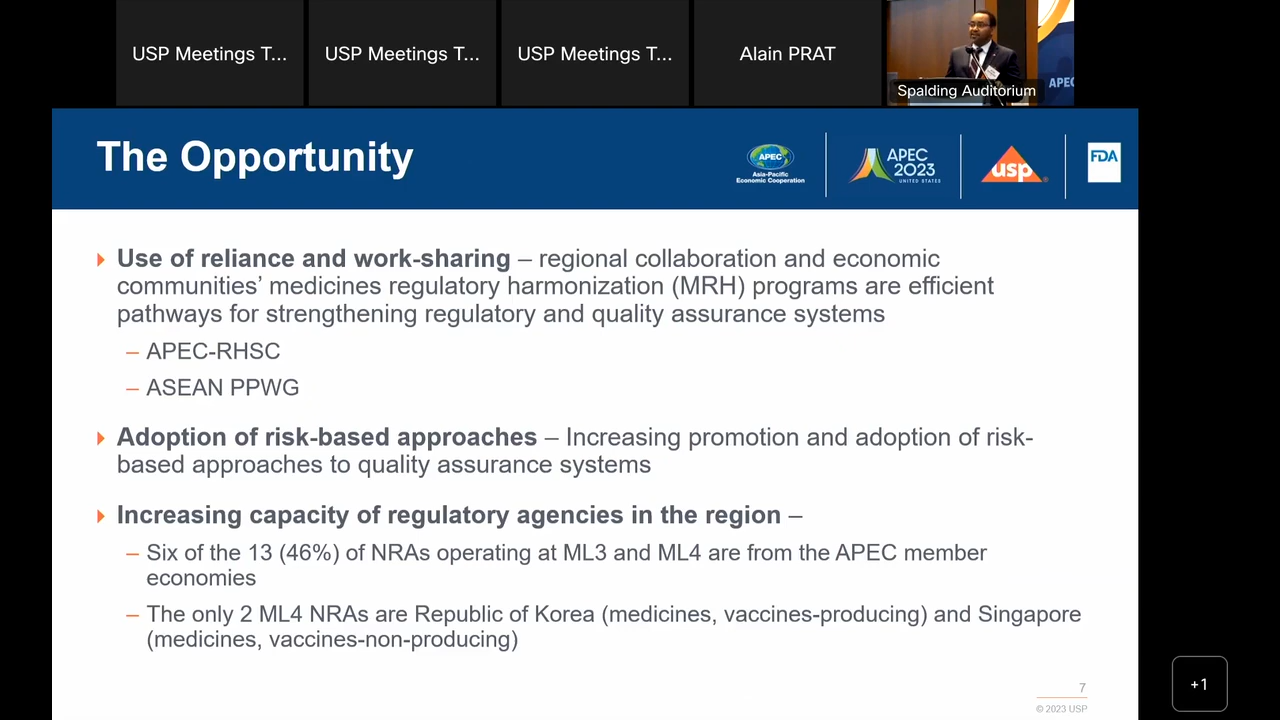 USP Meetings T...
USP Meetings T...
USP Meetings T...
Alain PRAT
Spalding Auditorium
APEC
The Opportunity
APEC
Asia-Pacific
Economic Cooperation
APEC
2023
UNITED STATES
usp
FDA
Use of reliance and work-sharing – regional collaboration and economic
communities’ medicines regulatory harmonization (MRH) programs are efficient
pathways for strengthening regulatory and quality assurance systems
– APEC-RHSC
– ASEAN PPWG
Adoption of risk-based approaches – Increasing promotion and adoption of risk-
based approaches to quality assurance systems
Increasing capacity of regulatory agencies in the region –
– Six of the 13 (46%) of NRAs operating at ML3 and ML4 are from the APEC member
economies
– The only 2 ML4 NRAs are Republic of Korea (medicines, vaccines-producing) and Singapore
(medicines, vaccines-non-producing)
7
© 2023 USP
+1